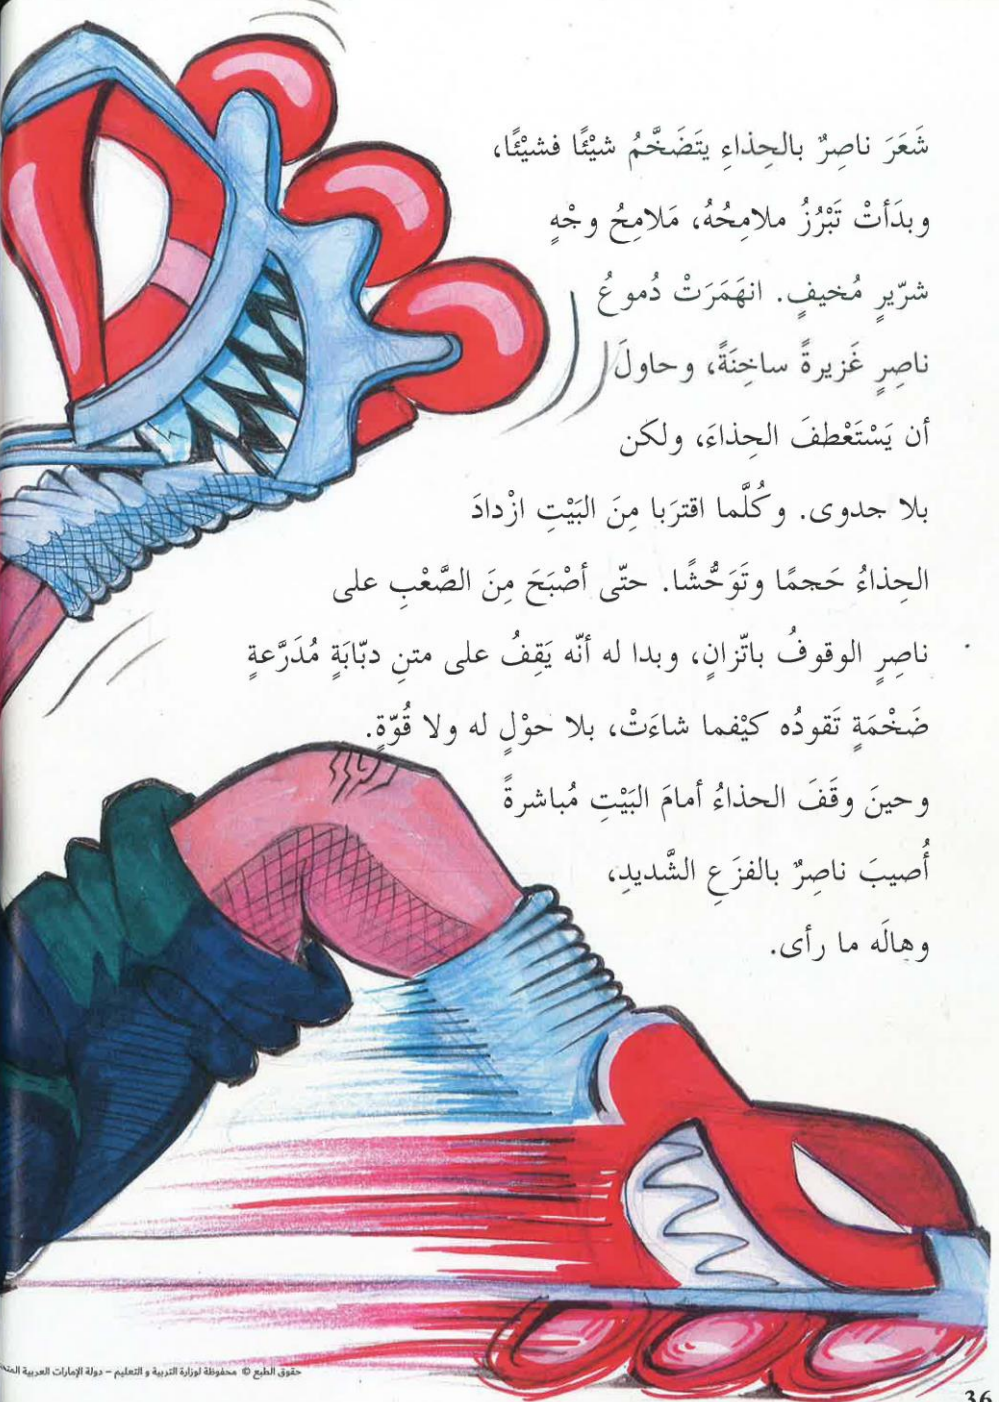 شَعَرَ ناصِرٌ بالحِذاءِ يتَضَخَّمُ شيْئًا فشيْئًا،
وبدَأتْ تَبْرُزُ ملامِحُهُ، مَلامِحُ وجْهٍ
شرّيرٍ مُخيفٍ. انهَمَرَتْ دُموعُ
ناصِرٍ غَزيرةً ساخِنَةً، وحاولَ
أن يَسْتَعْطفَ الحِذاءَ، ولكن
بلا جدوى. وكُلَّما اقترَبا مِنَ البَيْتِ ازْدادَ
الحِذاءُ حَجمًا وتَوَحُّشًا. حتّى أصْبَحَ مِنَ الصَّعْبِ على
ناصِرٍ الوقوفُ باتّزانٍ، وبدا له أنّه يَقِفُ على متنِ دبّابَةٍ مُدَرَّعةٍ
ضَخْمَةٍ تَقودُه كيْفما شاءَتْ، بلا حوْلٍ له ولا قُوّةٍ.
وحينَ وقَفَ الحذاءُ أمامَ البَيْتِ مُباشرةً
أُصيبَ ناصِرٌ بالفزَعِ الشَّديدِ،
وهالَه ما رأى.
حقوق الطبع © محفوظة لوزارة التربية و التعليم – دولة الإمارات العربية
36